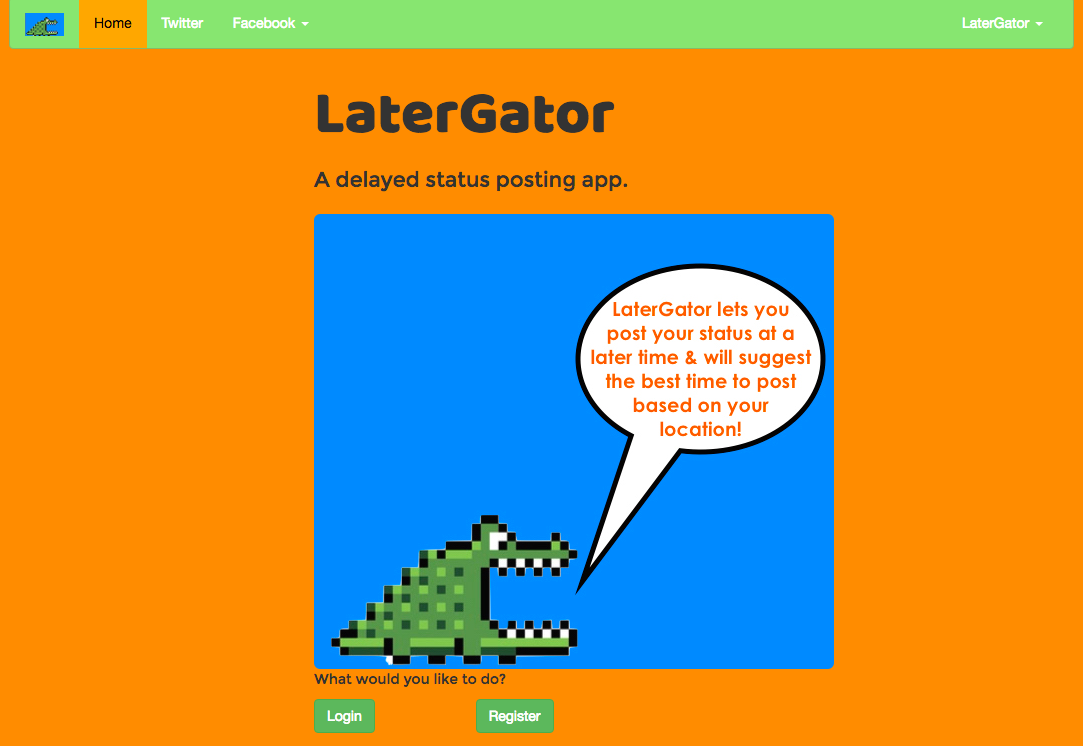 Home Twitter Facebook LaterGator
LaterGator
A delayed status posting app.
LaterGator lets you
post your status at a
later time & will suggest
the best time to post
based on your
location!
What would you like to do?
Login Register